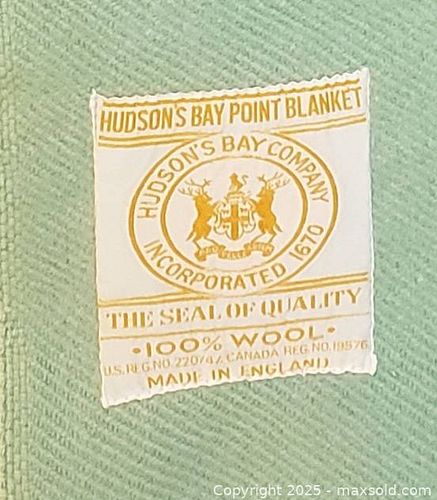 HUDSON'S BAY POINT BLANKET
HUDSON'S BAY COMPANY
INCORPORATED 1670
THE SEAL OF QUALITY
•100% WOOL•
U.S. REG. NO. 22074 / CANADA REG. NO. 19576
MADE IN ENGLAND
Copyright © 2025 - maxsold.com